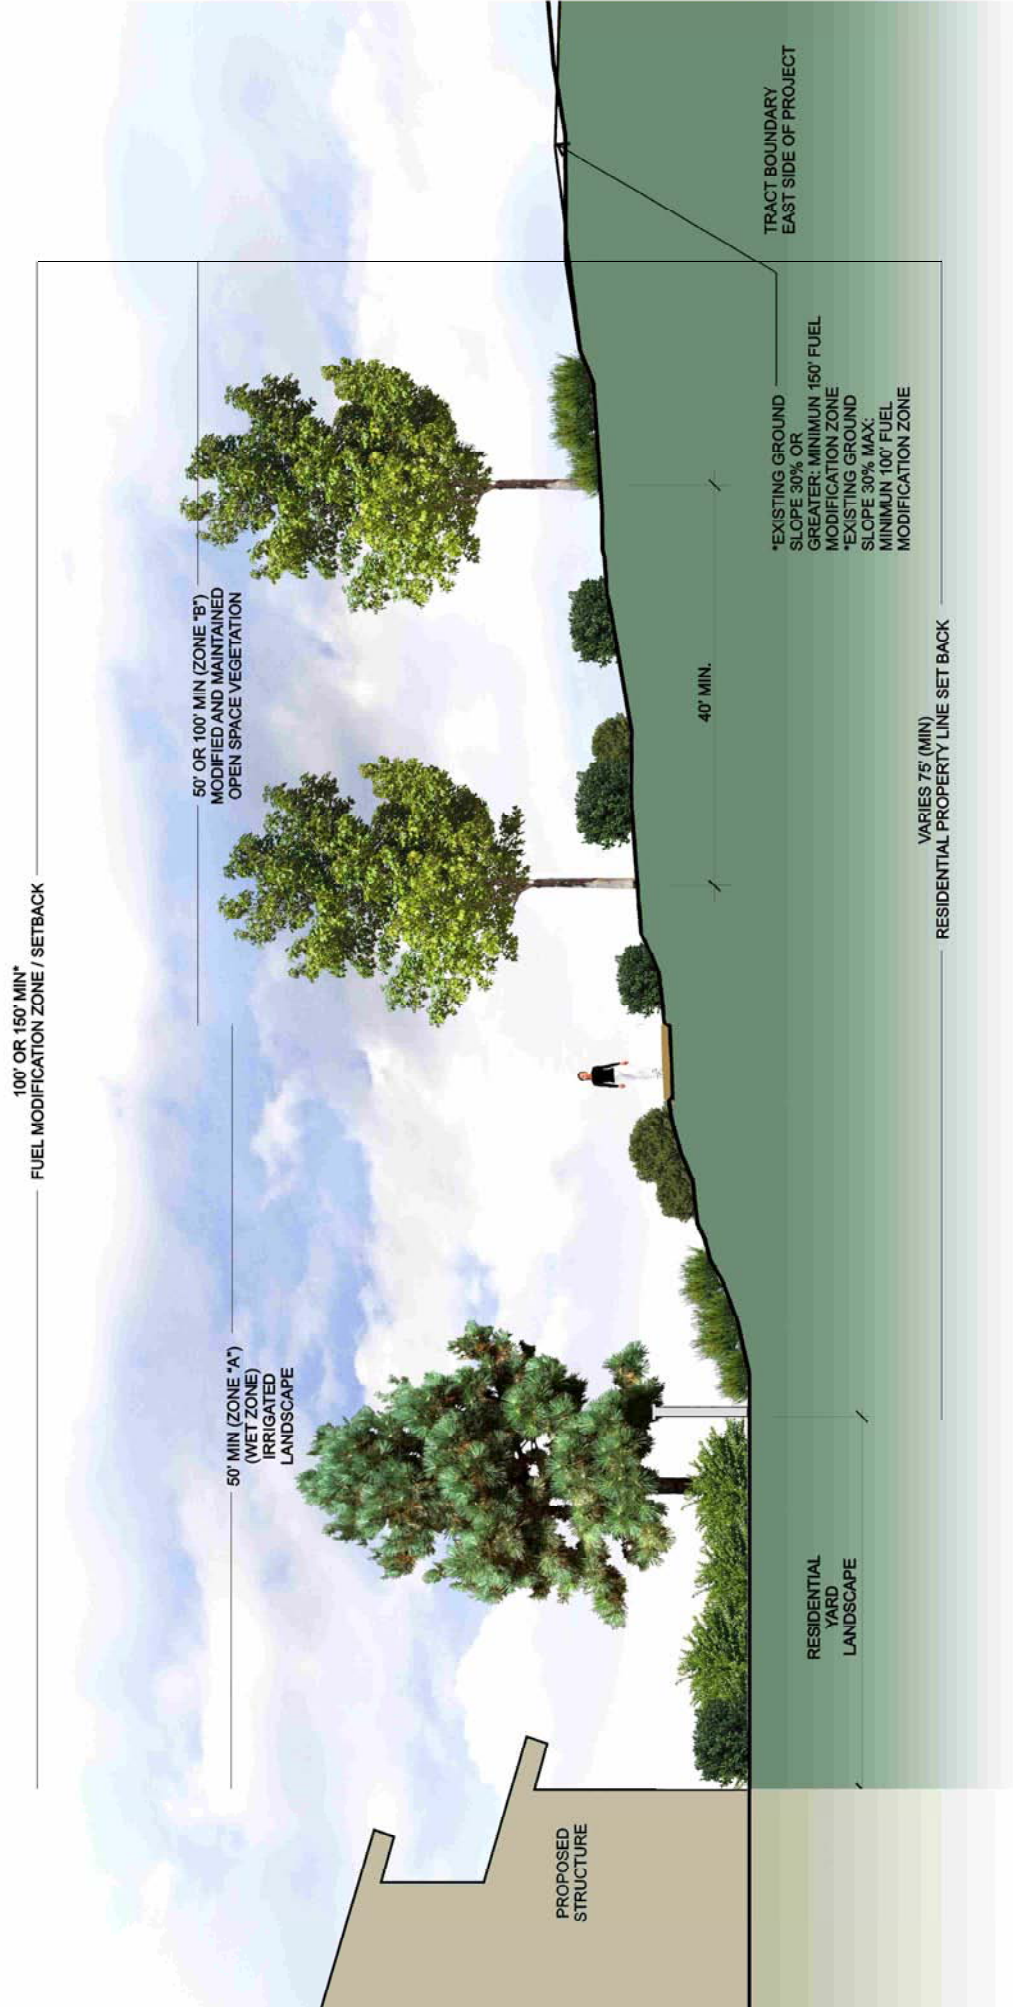 100' OR 150' MIN*
FUEL MODIFICATION ZONE / SETBACK
50' MIN (ZONE "A")
(WET ZONE)
IRRIGATED
LANDSCAPE
50' OR 100' MIN (ZONE "B")
MODIFIED AND MAINTAINED
OPEN SPACE VEGETATION
PROPOSED
STRUCTURE
RESIDENTIAL
YARD
LANDSCAPE
40' MIN.
*EXISTING GROUND
SLOPE 30% OR
GREATER: MINIMUN 150' FUEL
MODIFICATION ZONE
*EXISTING GROUND
SLOPE 30% MAX:
MINIMUN 100' FUEL
MODIFICATION ZONE
TRACT BOUNDARY
EAST SIDE OF PROJECT
VARIES 75' (MIN)
RESIDENTIAL PROPERTY LINE SET BACK